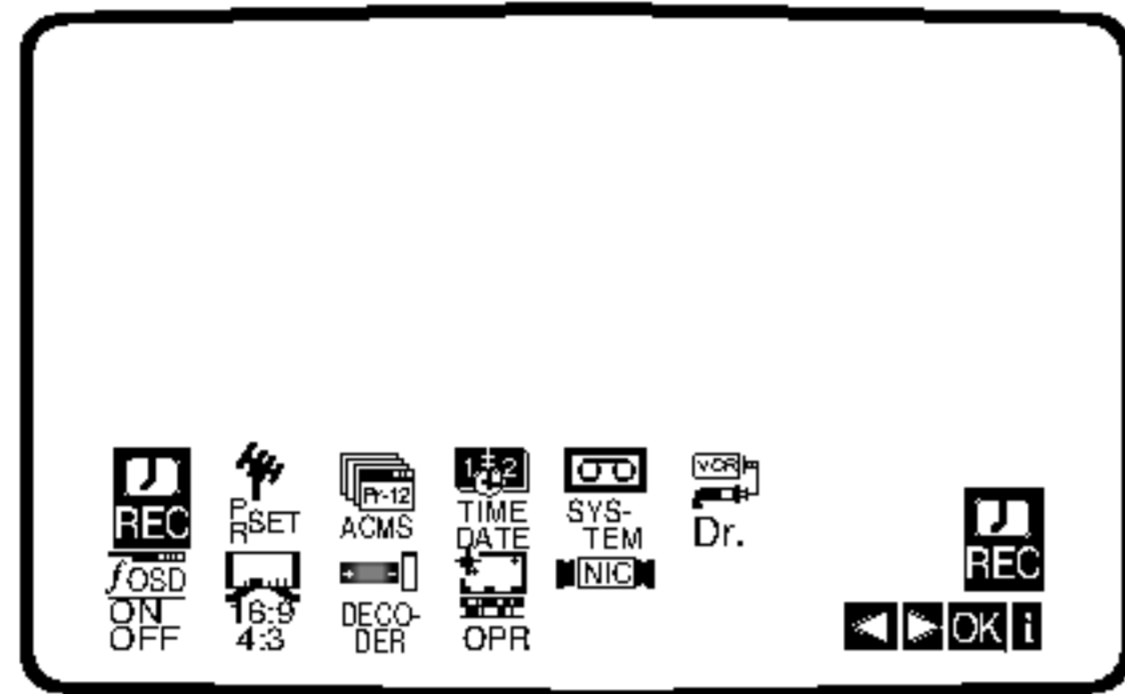 REC
PR SET
Pr-12
ACMS
1 2
TIME
DATE
SYS-
TEM
VCR
Dr.
REC
fOSD
ON
OFF
16:9
4:3
DECO-
DER
OPR
NIC
OK i